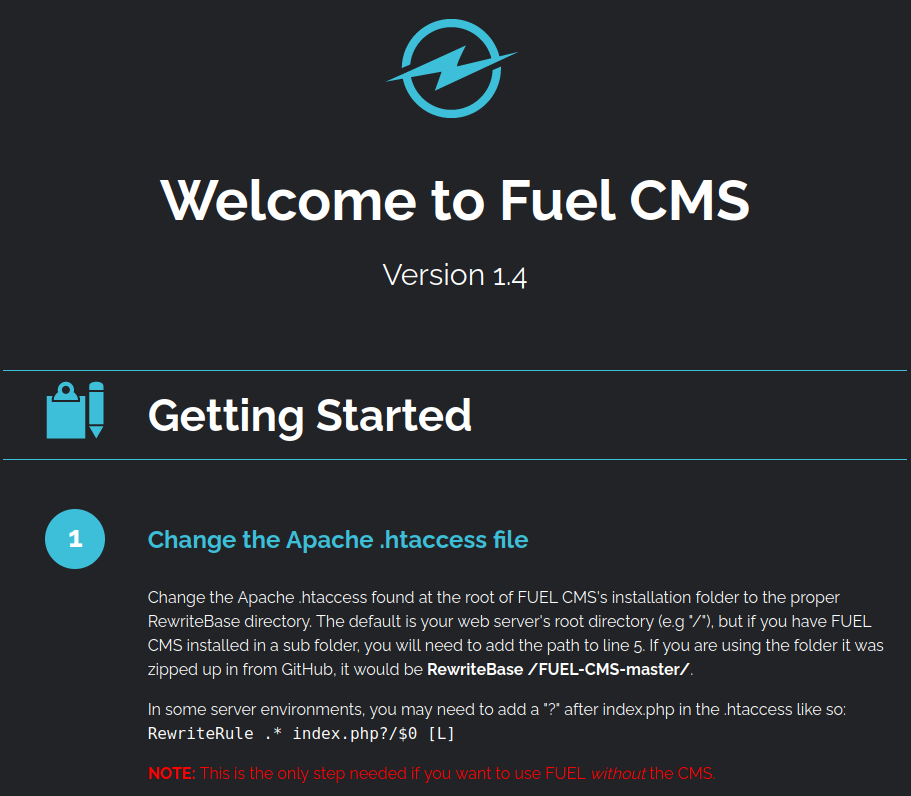 Welcome to Fuel CMS
Version 1.4
Getting Started
1
Change the Apache .htaccess file
Change the Apache .htaccess found at the root of FUEL CMS's installation folder to the proper
RewriteBase directory. The default is your web server's root directory (e.g "/"), but if you have FUEL
CMS installed in a sub folder, you will need to add the path to line 5. If you are using the folder it was
zipped up in from GitHub, it would be RewriteBase /FUEL-CMS-master/.
In some server environments, you may need to add a "?" after index.php in the .htaccess like so:
RewriteRule .* index.php?/$0 [L]
NOTE: This is the only step needed if you want to use FUEL without the CMS.